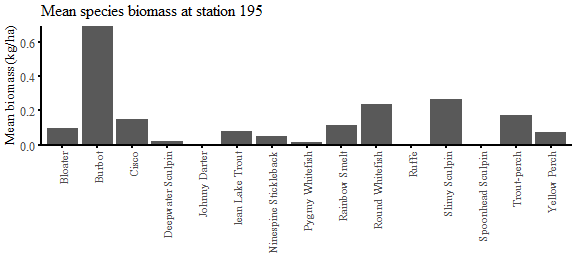 Mean species biomass at station 195
Mean biomass (kg/ha)
0.6
0.4
0.2
0.0
Bloater
Burbot
Cisco
Deepwater Sculpin
Johnny Darter
lean Lake Trout
Ninespine Stickleback
Pygmy Whitefish
Rainbow Smelt
Round Whitefish
Ruffe
Slimy Sculpin
Spoonhead Sculpin
Trout-perch
Yellow Perch